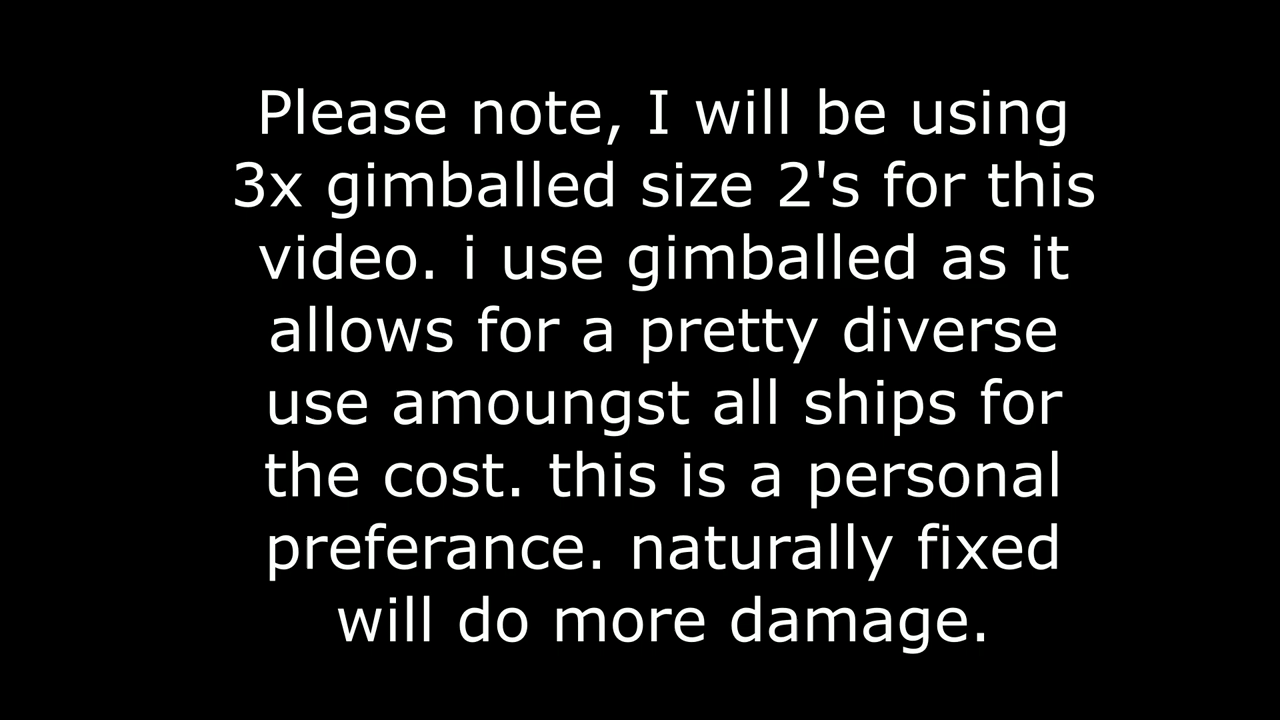 Please note, I will be using
3x gimballed size 2's for this
video. i use gimballed as it
allows for a pretty diverse
use amoungst all ships for
the cost. this is a personal
preferance. naturally fixed
will do more damage.